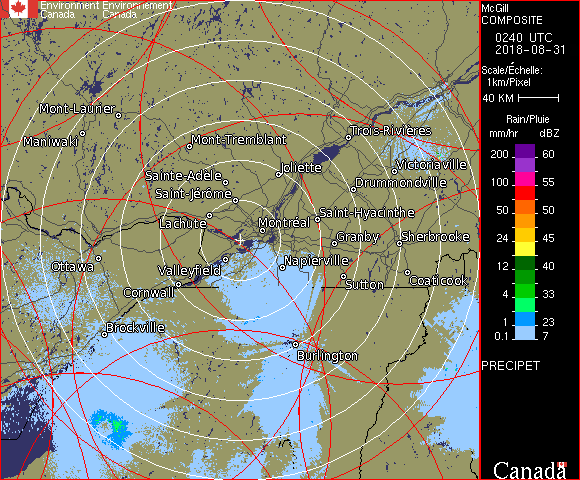 Environment Environnement
Canada Canada
McGill
COMPOSITE
0240 UTC
2018-08-31
Scale/Échelle:
1km/Pixel
40 KM
Rain/Pluie
mm/hr dBZ
200 60
100 55
50 50
24 45
12 40
4 33
1 23
0.1 7
PRECIPET
Canada
Mont-Laurier
Maniwaki
Mont-Tremblant
Trois-Rivières
Sainte-Adèle
Joliette
Victoriaville
Saint-Jérôme
Drummondville
Lachute
Montréal
Saint-Hyacinthe
Granby
Sherbrooke
Ottawa
Valleyfield
Napierville
Cornwall
Sutton
Coaticook
Brockville
Burlington